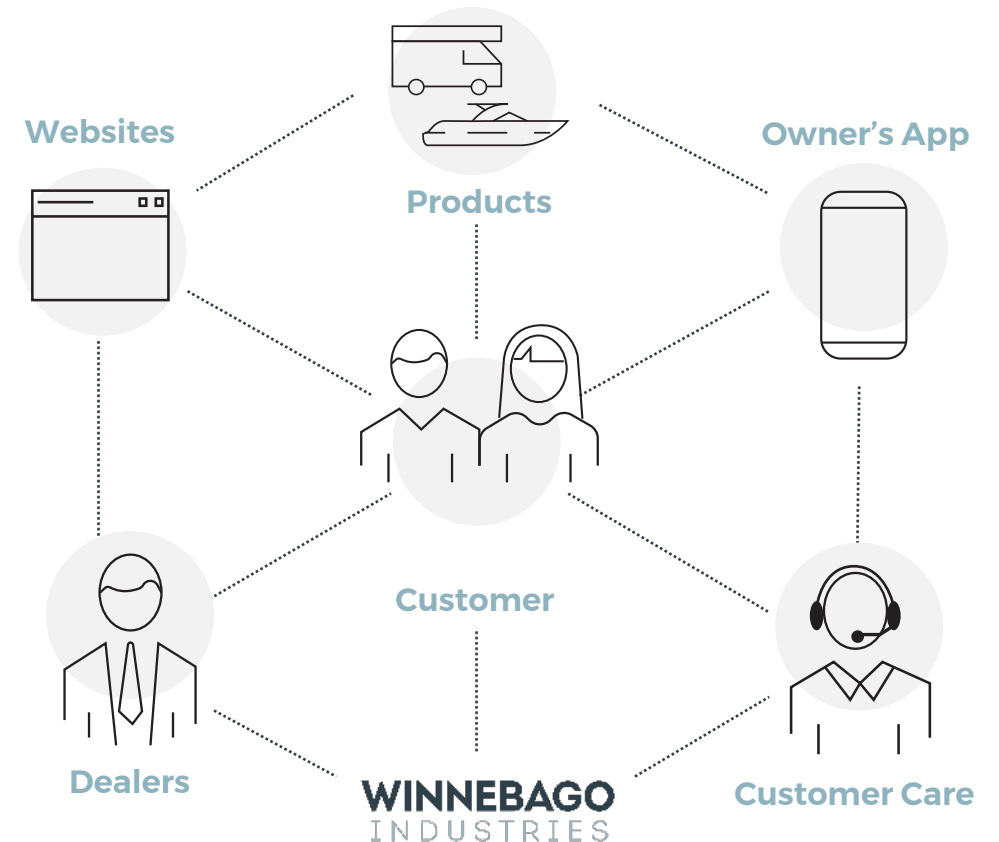 Websites
Owner's App
Products
Customer
Dealers
Customer Care
WINNEBAGO
INDUSTRIES